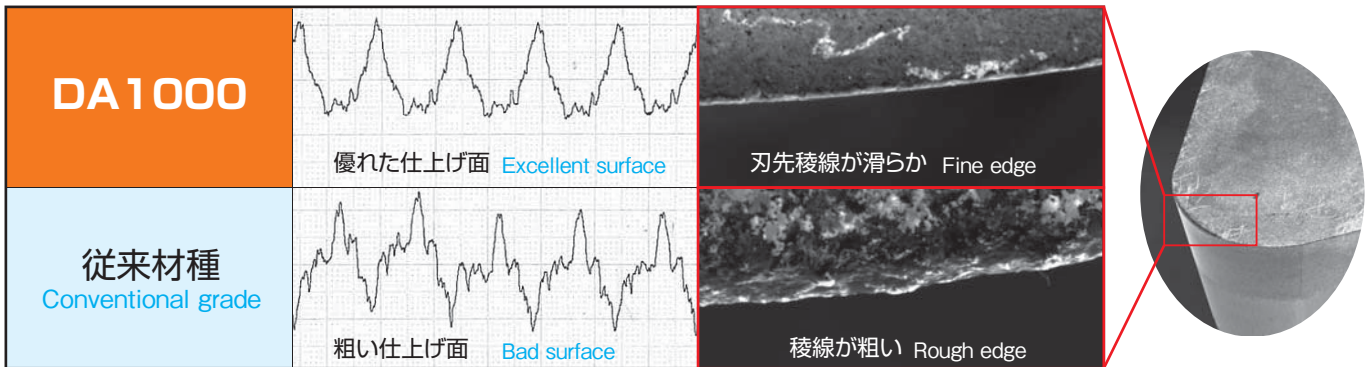 DA1000
優れた仕上げ面 Excellent surface
刃先稜線が滑らか Fine edge
従来材種
Conventional grade
粗い仕上げ面 Bad surface
稜線が粗い Rough edge